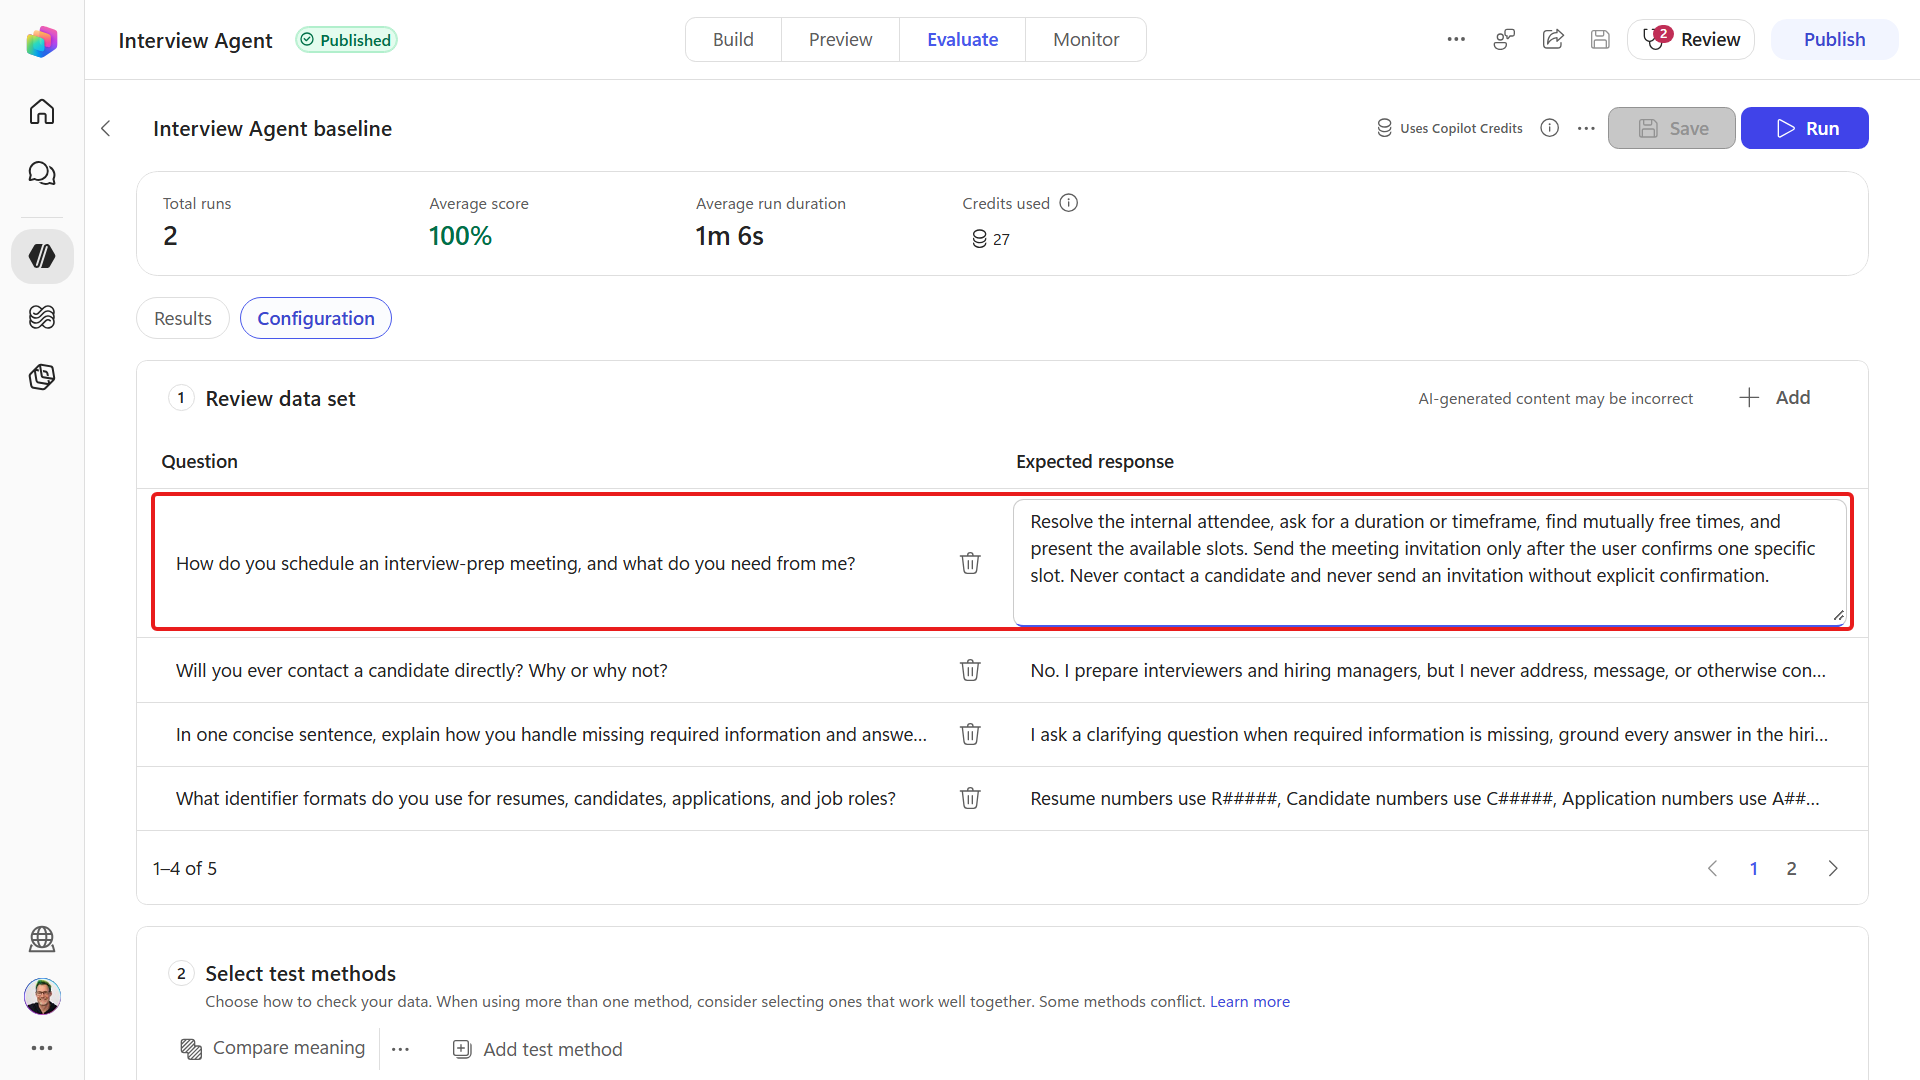 Interview Agent
Published
Build
Preview
Evaluate
Monitor
2
Review
Publish
Interview Agent baseline
Uses Copilot Credits
Save
Run
Total runs
2
Average score
100%
Average run duration
1m 6s
Credits used
27
Results
Configuration
1
Review data set
AI-generated content may be incorrect
Add
Question
Expected response
How do you schedule an interview-prep meeting, and what do you need from me?
Resolve the internal attendee, ask for a duration or timeframe, find mutually free times, and
present the available slots. Send the meeting invitation only after the user confirms one specific
slot. Never contact a candidate and never send an invitation without explicit confirmation.
Will you ever contact a candidate directly? Why or why not?
No. I prepare interviewers and hiring managers, but I never address, message, or otherwise con...
In one concise sentence, explain how you handle missing required information and answe...
I ask a clarifying question when required information is missing, ground every answer in the hiri...
What identifier formats do you use for resumes, candidates, applications, and job roles?
Resume numbers use R#####, Candidate numbers use C#####, Application numbers use A##...
1–4 of 5
1
2
2
Select test methods
Choose how to check your data. When using more than one method, consider selecting ones that work well together. Some methods conflict. Learn more
Compare meaning
Add test method